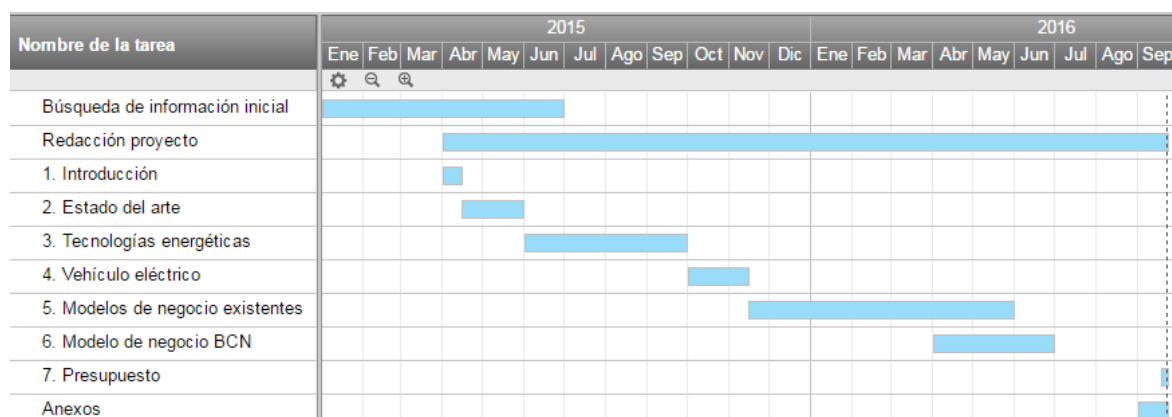 Nombre de la tarea
2015 2016
Ene Feb Mar Abr May Jun Jul Ago Sep Oct Nov Dic Ene Feb Mar Abr May Jun Jul Ago Sep
Búsqueda de información inicial
Redacción proyecto
1. Introducción
2. Estado del arte
3. Tecnologías energéticas
4. Vehículo eléctrico
5. Modelos de negocio existentes
6. Modelo de negocio BCN
7. Presupuesto
Anexos